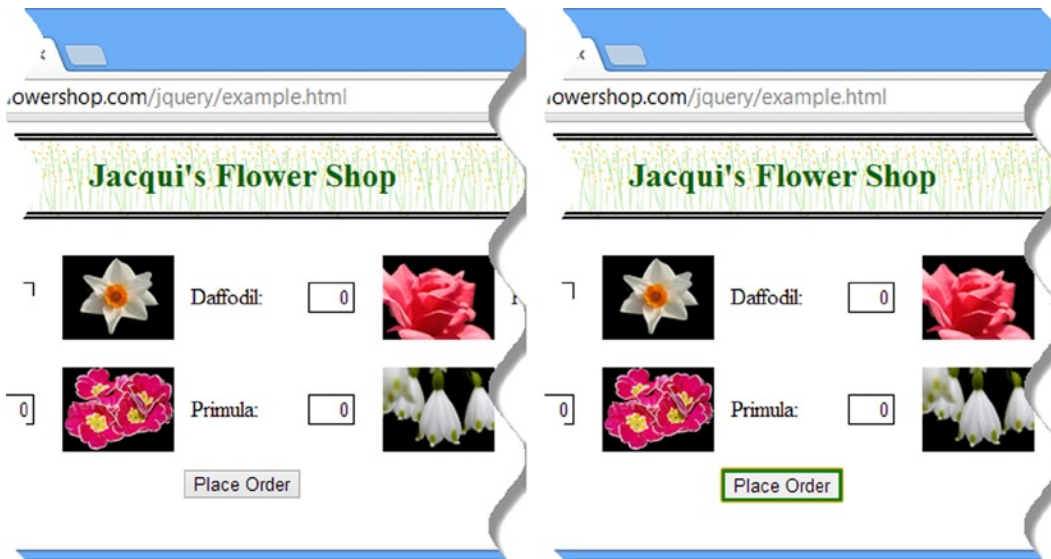 owershop.com/jquery/example.html
Jacqui's Flower Shop
Daffodil: 0
0 Primula: 0
Place Order
owershop.com/jquery/example.html
Jacqui's Flower Shop
Daffodil: 0
0 Primula: 0
Place Order